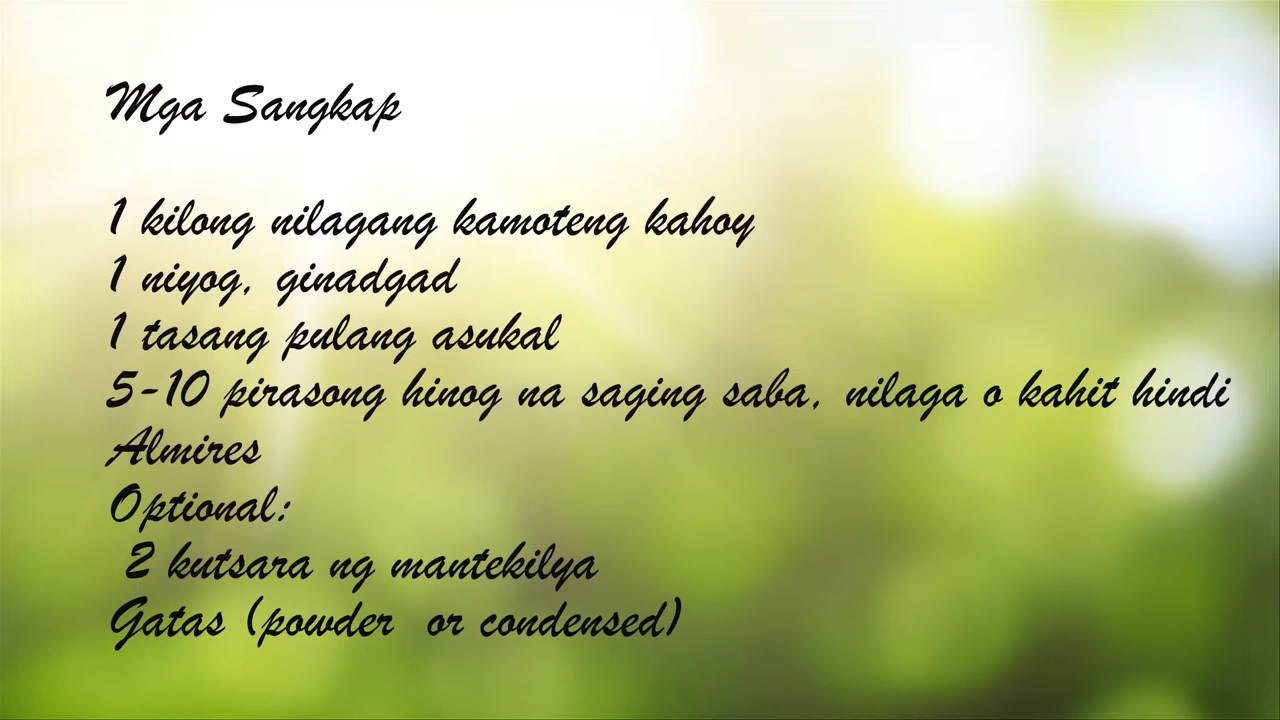 Mga Sangkap
1 kilong nilagang kamoteng kahoy
1 niyog, ginadgad
1 tasang pulang asukal
5-10 pirasong hinog na saging saba, nilaga o kahit hindi
Almires
Optional:
2 kutsara ng mantekilya
Gatas (powder or condensed)